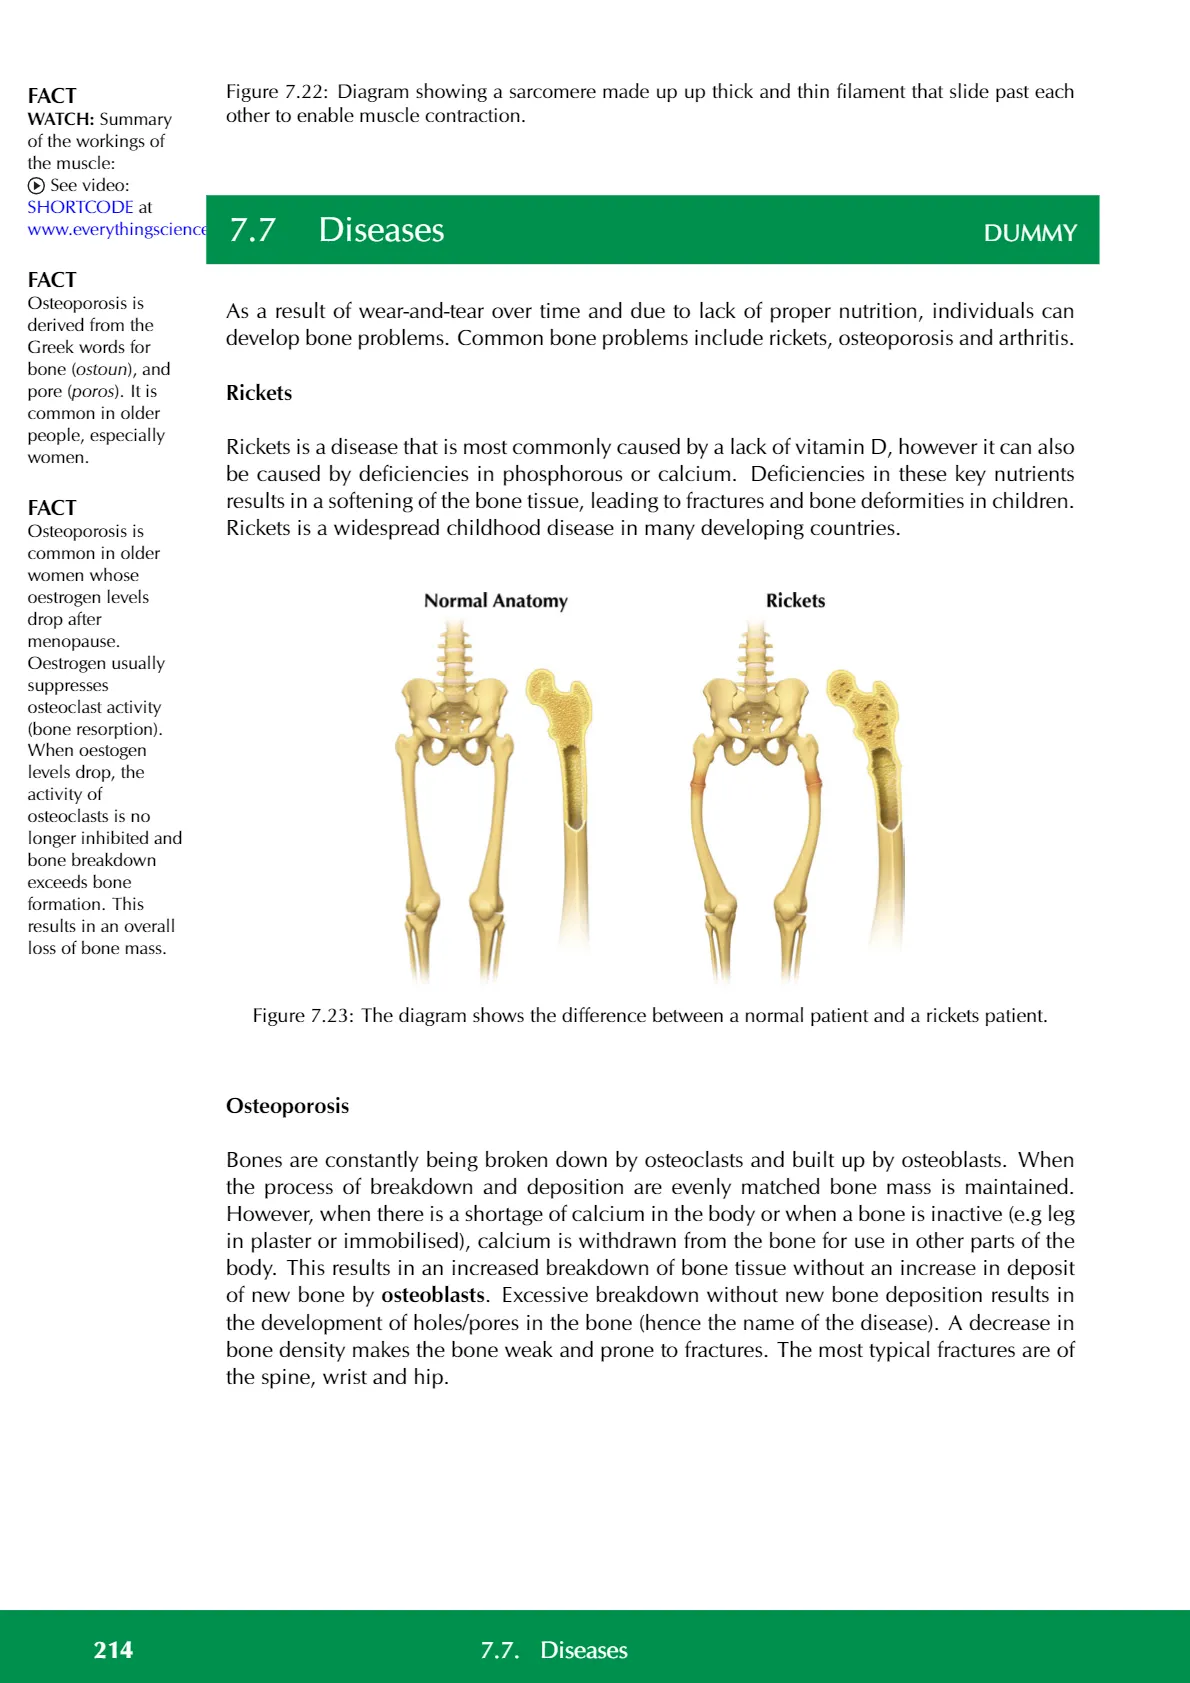 FACT
WATCH: Summary
of the workings of
the muscle:
See video:
SHORTCODE at
www.everythingscience
FACT
Osteoporosis is
derived from the
Greek words for
bone (ostoun), and
pore (poros). It is
common in older
people, especially
women.
FACT
Osteoporosis is
common in older
women whose
oestrogen levels
drop after
menopause.
Oestrogen usually
suppresses
osteoclast activity
(bone resorption).
When oestogen
levels drop, the
activity of
osteoclasts is no
longer inhibited and
bone breakdown
exceeds bone
formation. This
results in an overall
loss of bone mass.
Figure 7.22: Diagram showing a sarcomere made up up thick and thin filament that slide past each
other to enable muscle contraction.
7.7 Diseases DUMMY
As a result of wear-and-tear over time and due to lack of proper nutrition, individuals can
develop bone problems. Common bone problems include rickets, osteoporosis and arthritis.
Rickets
Rickets is a disease that is most commonly caused by a lack of vitamin D, however it can also
be caused by deficiencies in phosphorous or calcium. Deficiencies in these key nutrients
results in a softening of the bone tissue, leading to fractures and bone deformities in children.
Rickets is a widespread childhood disease in many developing countries.
Normal Anatomy Rickets
Figure 7.23: The diagram shows the difference between a normal patient and a rickets patient.
Osteoporosis
Bones are constantly being broken down by osteoclasts and built up by osteoblasts. When
the process of breakdown and deposition are evenly matched bone mass is maintained.
However, when there is a shortage of calcium in the body or when a bone is inactive (e.g leg
in plaster or immobilised), calcium is withdrawn from the bone for use in other parts of the
body. This results in an increased breakdown of bone tissue without an increase in deposit
of new bone by osteoblasts. Excessive breakdown without new bone deposition results in
the development of holes/pores in the bone (hence the name of the disease). A decrease in
bone density makes the bone weak and prone to fractures. The most typical fractures are of
the spine, wrist and hip.
214 7.7. Diseases